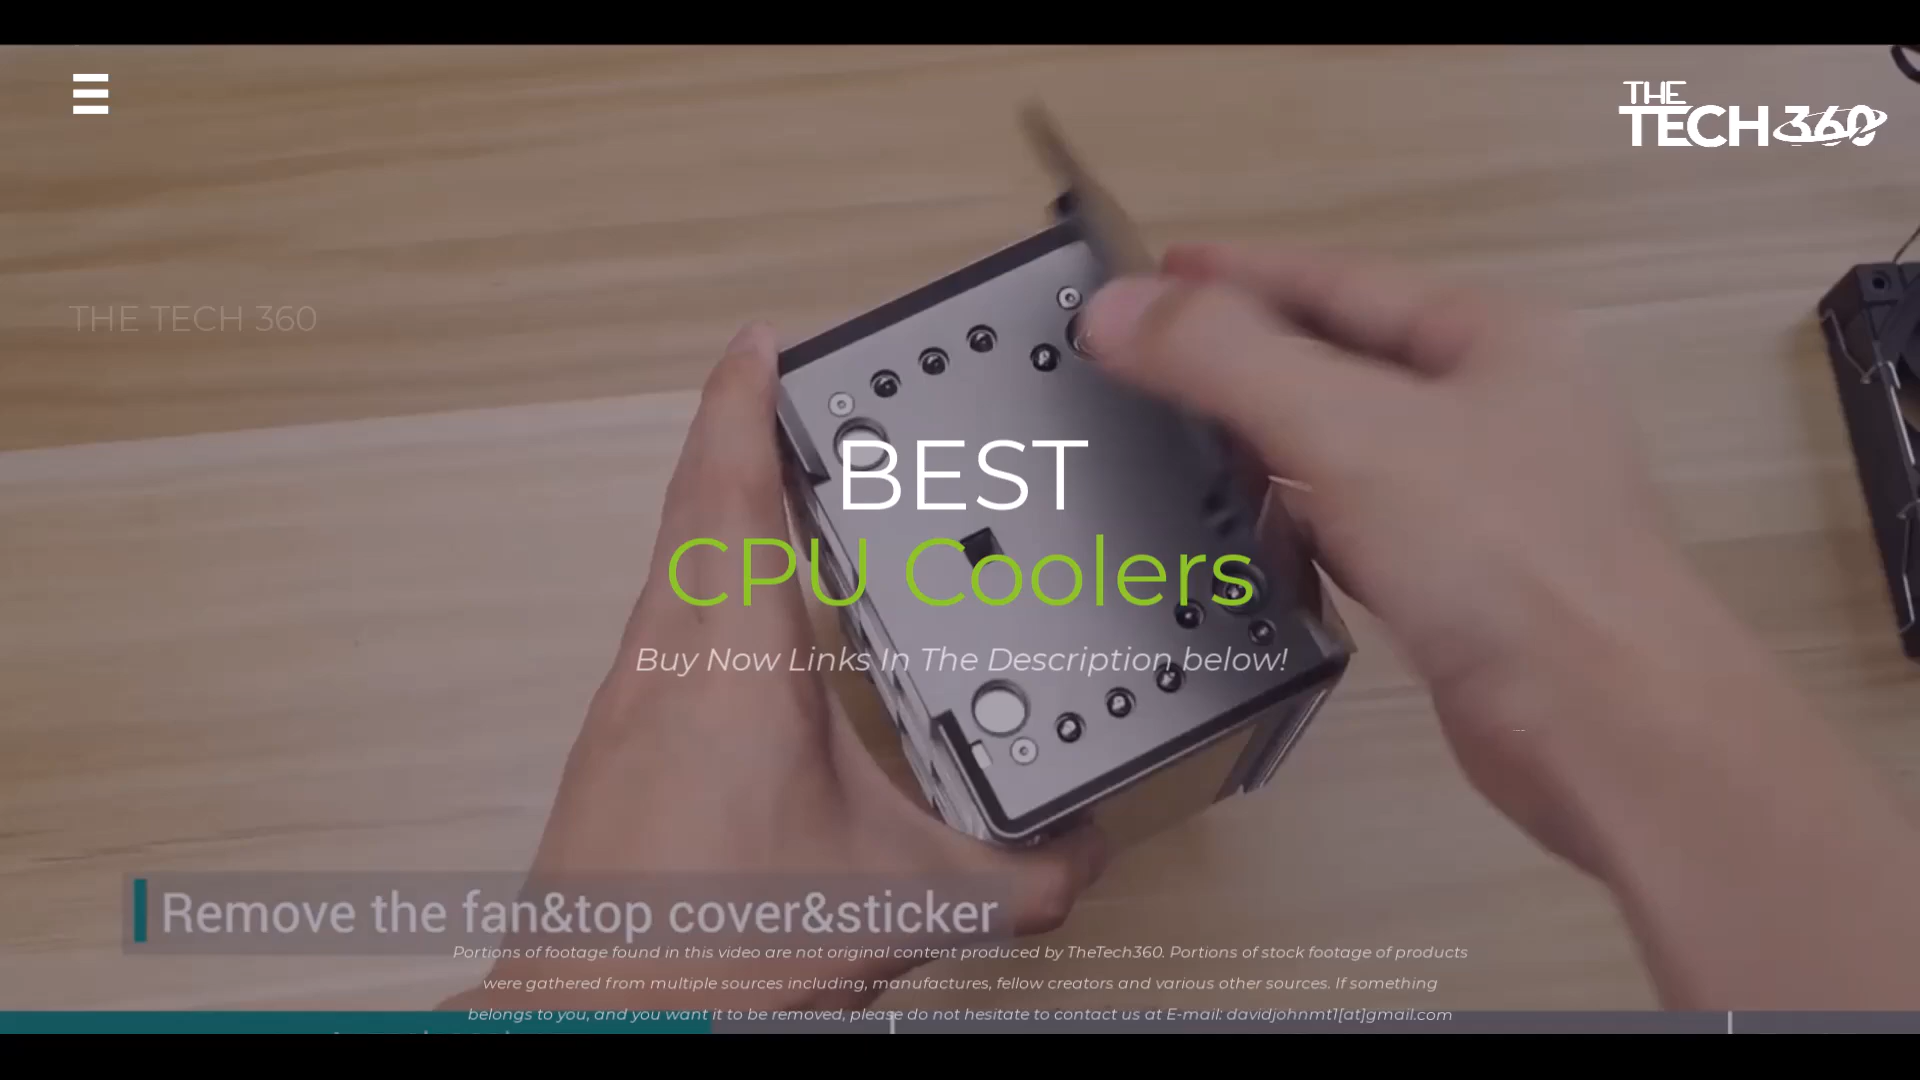 THE
TECH 360
THE TECH 360
BEST
CPU Coolers
Buy Now Links In The Description below!
Remove the fan&top cover&sticker
Portions of footage found in this video are not original content produced by TheTech360. Portions of stock footage of products
were gathered from multiple sources including, manufactures, fellow creators and various other sources. If something
belongs to you, and you want it to be removed, please do not hesitate to contact us at E-mail: davidjohnmt1[at]gmail.com